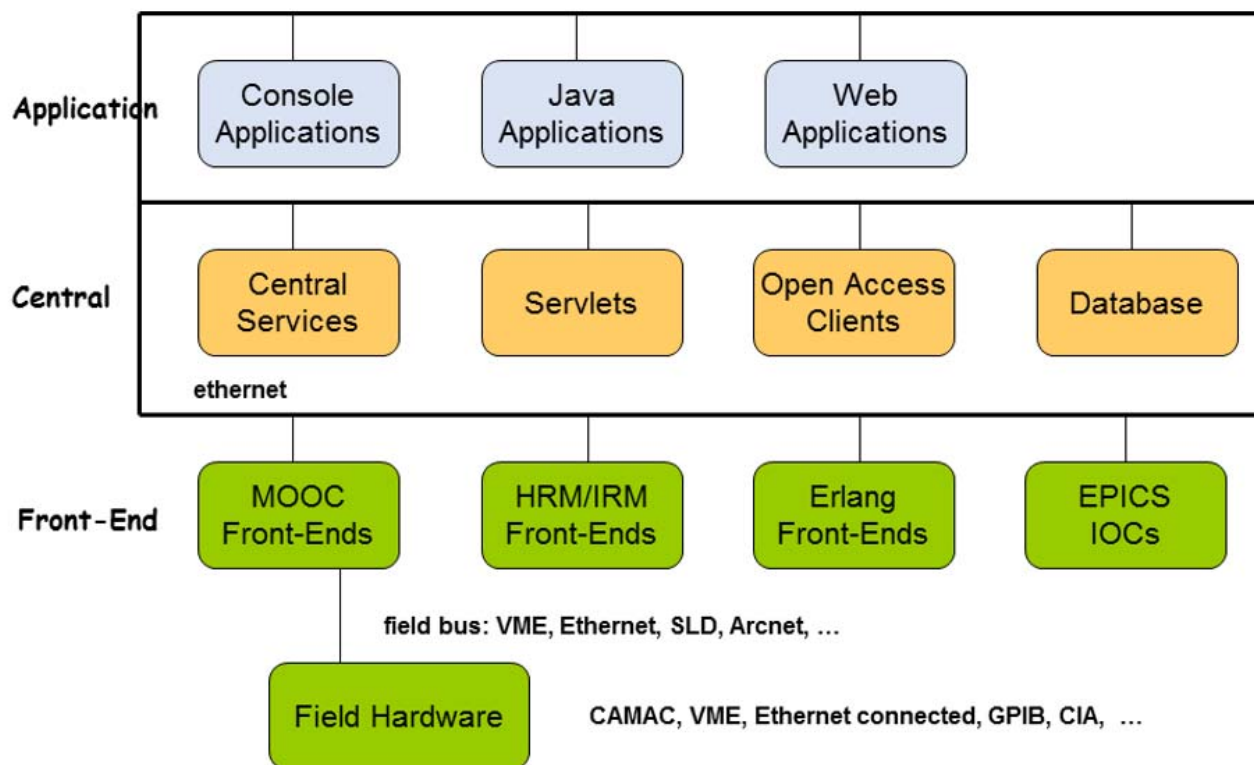 Application
Console
Applications
Java
Applications
Web
Applications
Central
Central
Services
Servlets
Open Access
Clients
Database
ethernet
Front-End
MOOC
Front-Ends
HRM/IRM
Front-Ends
Erlang
Front-Ends
EPICS
IOCs
field bus: VME, Ethernet, SLD, Arcnet, …
Field Hardware
CAMAC, VME, Ethernet connected, GPIB, CIA, …